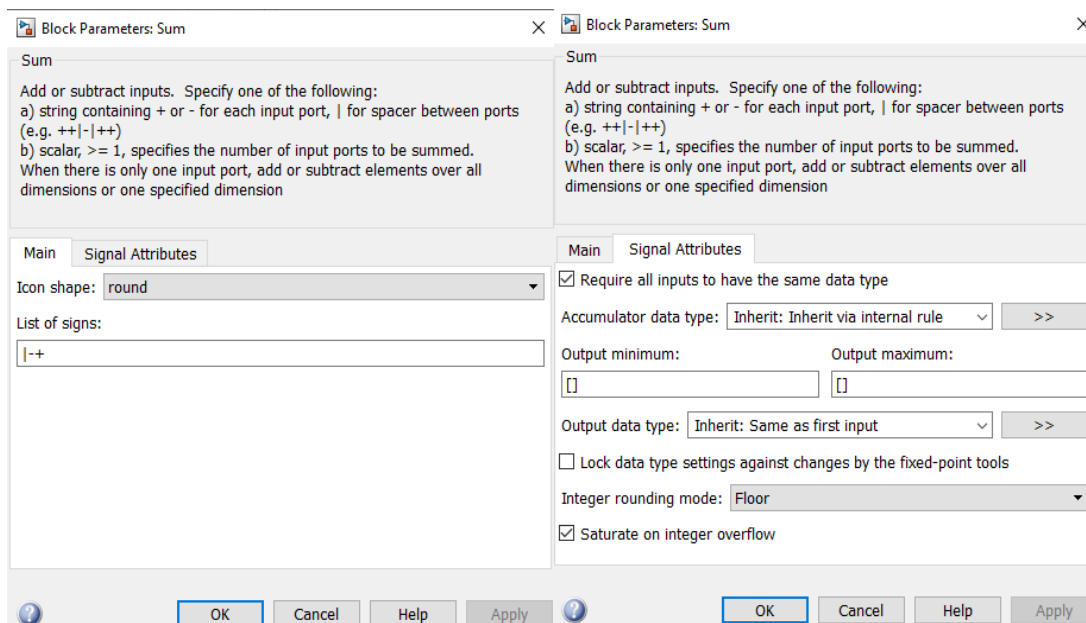 Block Parameters: Sum
Sum
Add or subtract inputs.  Specify one of the following:
a) string containing + or - for each input port, | for spacer between ports
(e.g. ++|-|++)
b) scalar, >= 1, specifies the number of input ports to be summed.
When there is only one input port, add or subtract elements over all
dimensions or one specified dimension
Main
Signal Attributes
Icon shape: round
List of signs:
|-+
OK
Cancel
Help
Apply
Block Parameters: Sum
Sum
Add or subtract inputs.  Specify one of the following:
a) string containing + or - for each input port, | for spacer between ports
(e.g. ++|-|++)
b) scalar, >= 1, specifies the number of input ports to be summed.
When there is only one input port, add or subtract elements over all
dimensions or one specified dimension
Main
Signal Attributes
Require all inputs to have the same data type
Accumulator data type: Inherit: Inherit via internal rule >>
Output minimum: Output maximum:
[] []
Output data type: Inherit: Same as first input >>
Lock data type settings against changes by the fixed-point tools
Integer rounding mode: Floor
Saturate on integer overflow
OK
Cancel
Help
Apply